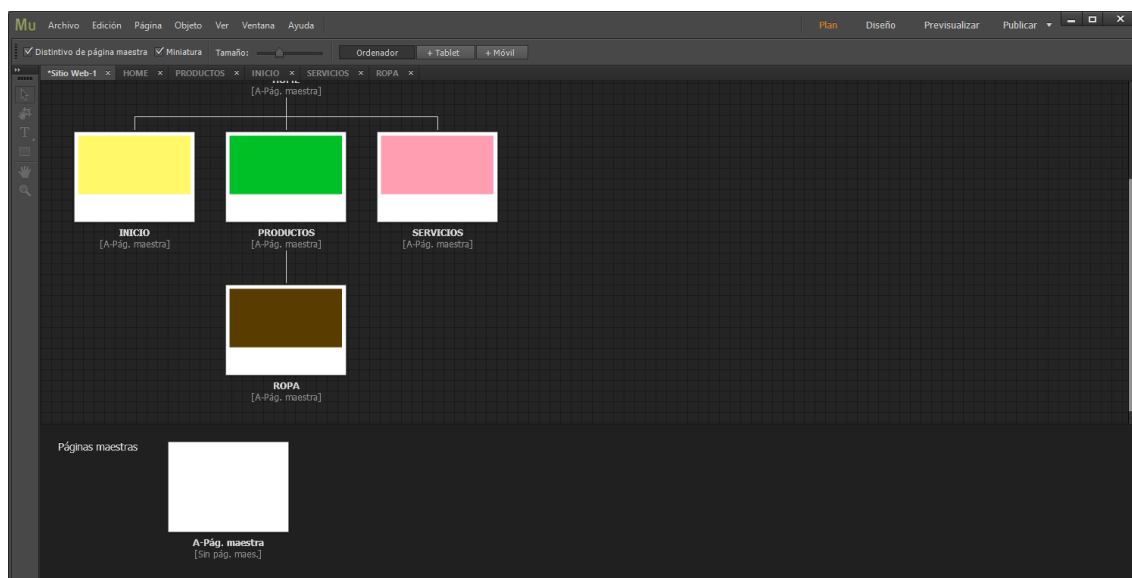 Mu Archivo Edición Página Objeto Ver Ventana Ayuda Plan Diseño Previsualizar Publicar
Distintivo de página maestra Miniatura Tamaño: Ordenador + Tablet + Móvil
*Sitio Web-1 × HOME × PRODUCTOS × INICIO × SERVICIOS × ROPA ×
HOME
[A-Pág. maestra]
INICIO PRODUCTOS SERVICIOS
[A-Pág. maestra] [A-Pág. maestra] [A-Pág. maestra]
ROPA
[A-Pág. maestra]
Páginas maestras
A-Pág. maestra
[Sin pág. maes.]